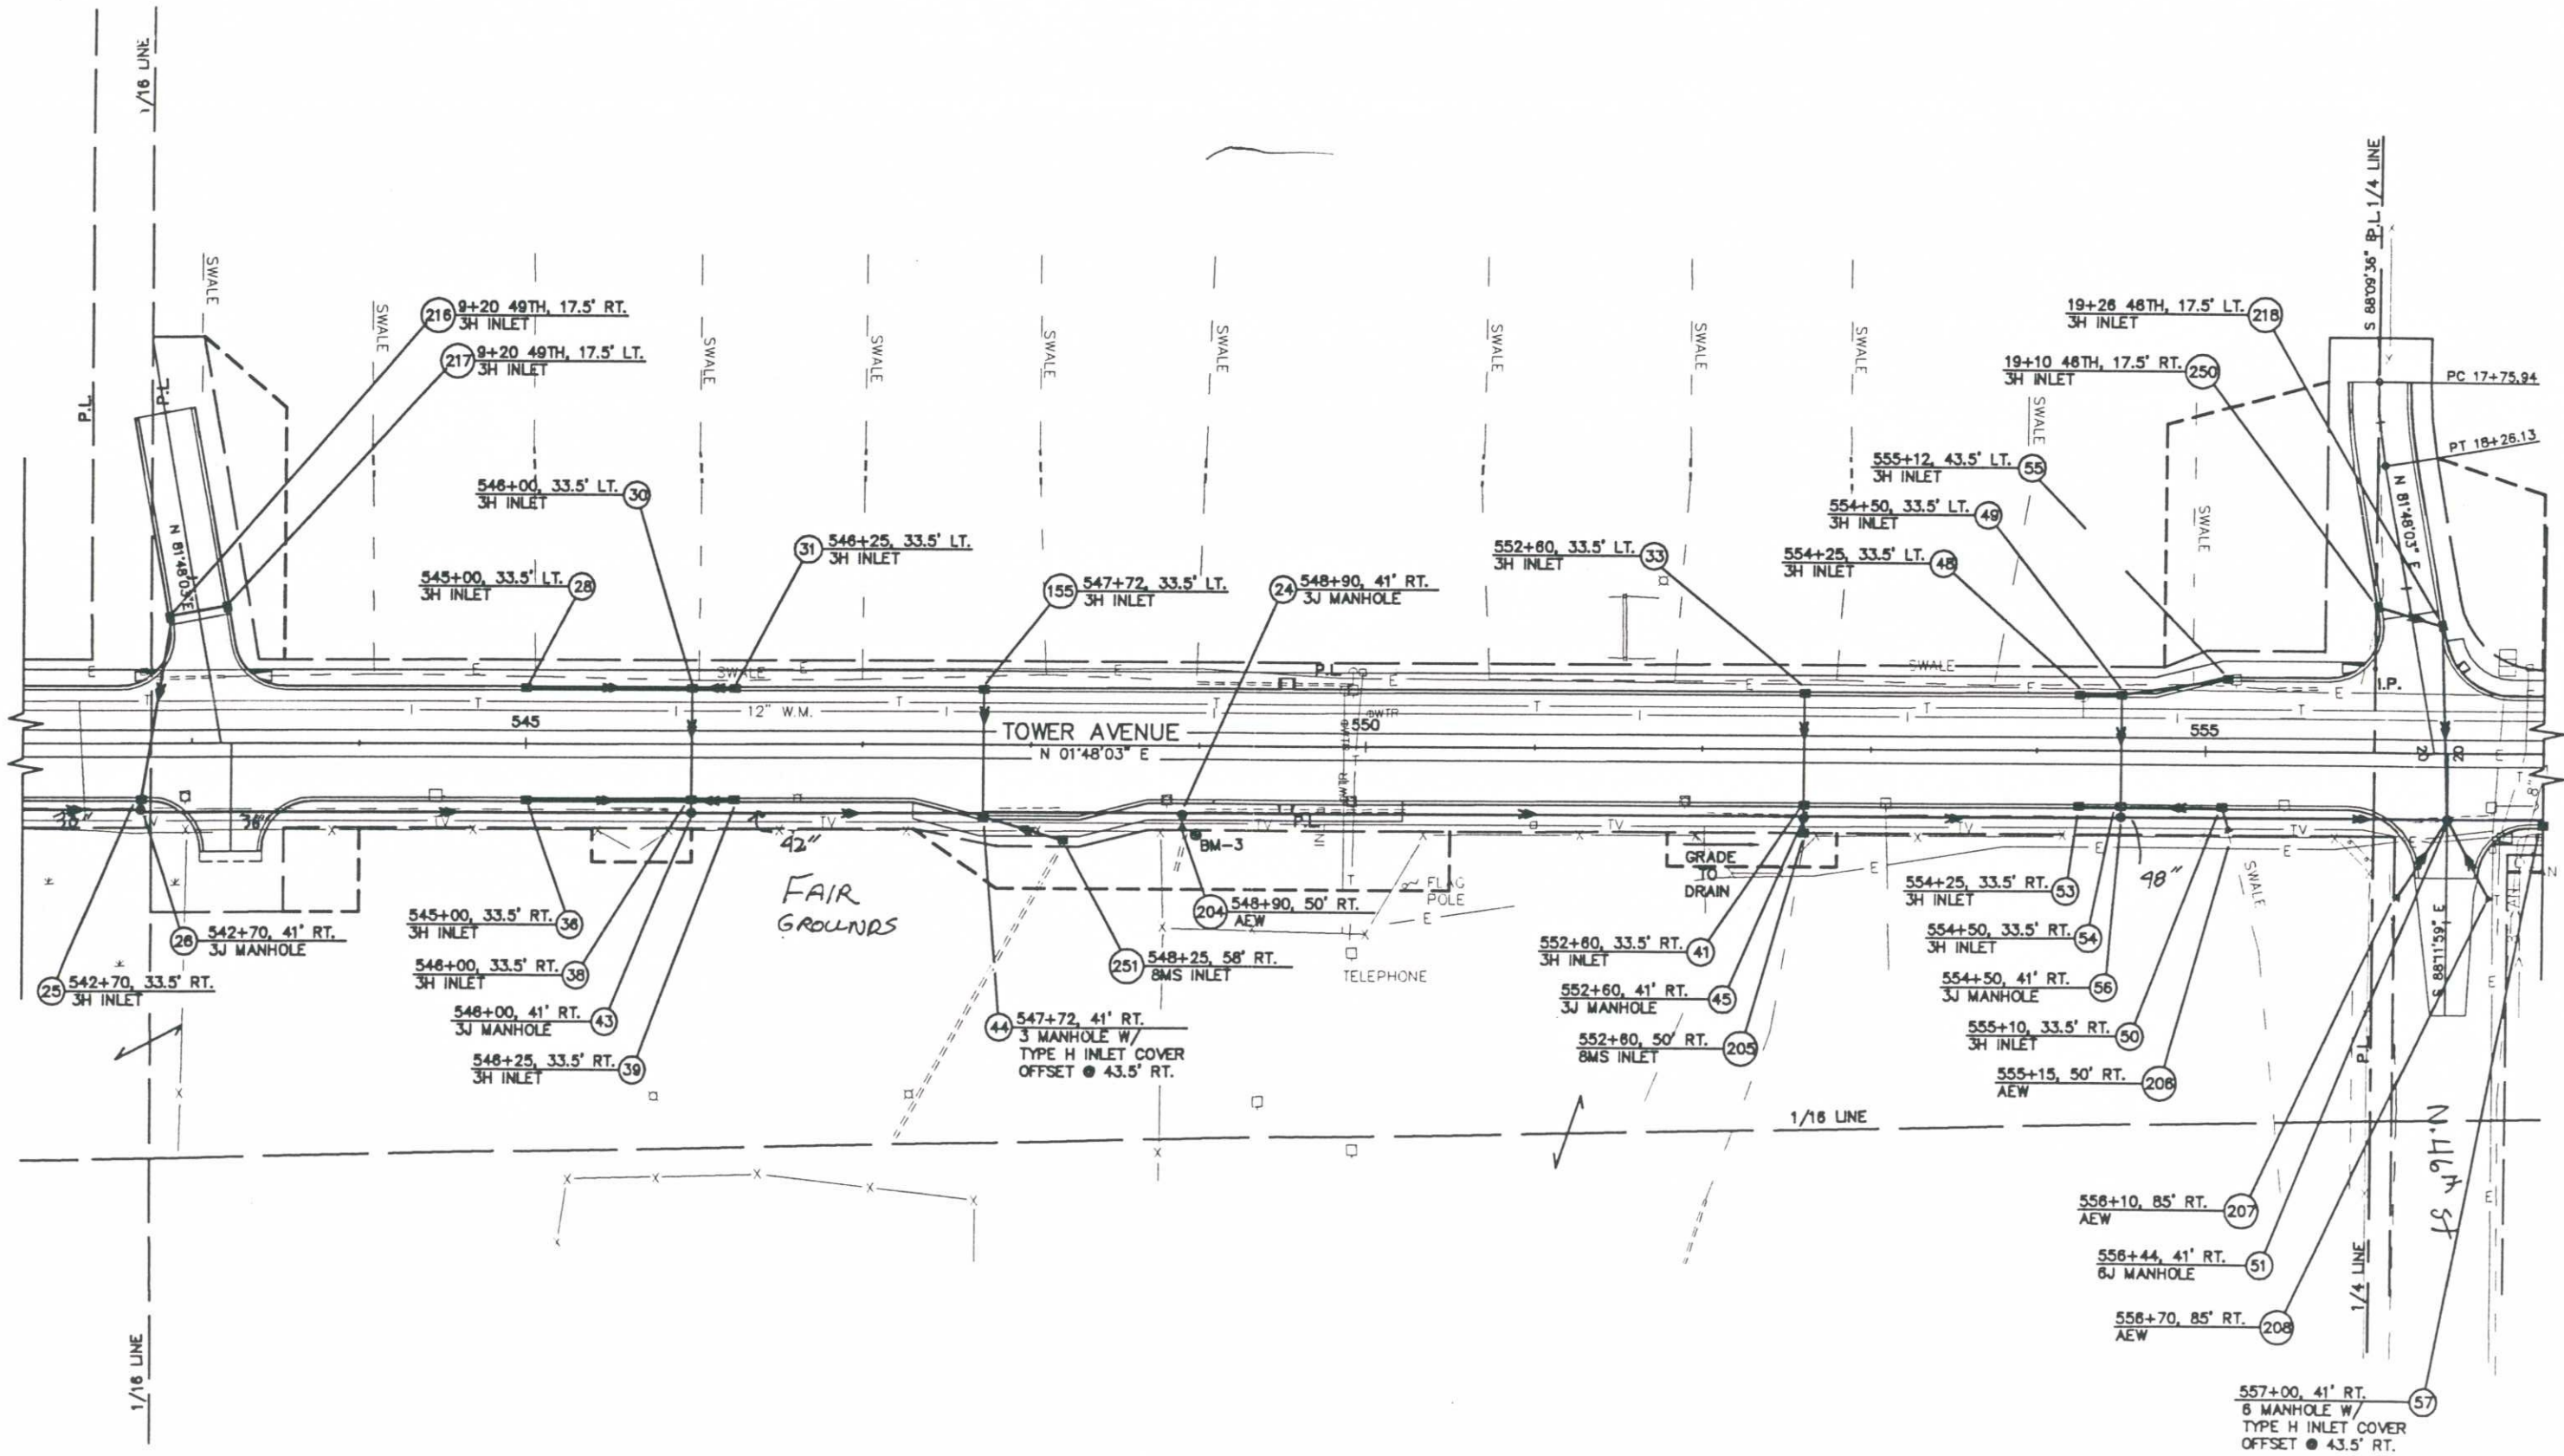 1/16 LINE
S 88°09'36" E
P.L. 1/4 LINE
SWALE
SWALE
SWALE
SWALE
SWALE
SWALE
SWALE
SWALE
SWALE
SWALE
SWALE
216
9+20 49TH, 17.5' RT.
3H INLET
217
9+20 49TH, 17.5' LT.
3H INLET
19+26 46TH, 17.5' LT.
3H INLET
218
19+10 46TH, 17.5' RT.
3H INLET
250
PC 17+75.94
PT 18+26.13
P.L.
P.L.
N 81°48'03" E
N 81°48'03" E
546+00, 33.5' LT.
3H INLET
30
31
546+25, 33.5' LT.
3H INLET
545+00, 33.5' LT.
3H INLET
28
155
547+72, 33.5' LT.
3H INLET
24
548+90, 41' RT.
3J MANHOLE
552+60, 33.5' LT.
3H INLET
33
555+12, 43.5' LT.
3H INLET
55
554+50, 33.5' LT.
3H INLET
49
554+25, 33.5' LT.
3H INLET
48
SWALE
P.L.
SWALE
I.P.
12" W.M.
545
TOWER AVENUE
N 01°48'03" E
550
555
20
20
36"
42"
P.L.
BM-3
FAIR
GROUNDS
GRADE
TO
DRAIN
48"
SWALE
FLAG
POLE
TELEPHONE
25
542+70, 33.5' RT.
3H INLET
26
542+70, 41' RT.
3J MANHOLE
545+00, 33.5' RT.
3H INLET
36
546+00, 33.5' RT.
3H INLET
38
546+00, 41' RT.
3J MANHOLE
43
546+25, 33.5' RT.
3H INLET
39
44
547+72, 41' RT.
3 MANHOLE W/
TYPE H INLET COVER
OFFSET @ 43.5' RT.
251
548+25, 58' RT.
8MS INLET
204
548+90, 50' RT.
AEW
552+60, 33.5' RT.
3H INLET
41
552+60, 41' RT.
3J MANHOLE
45
552+60, 50' RT.
8MS INLET
205
554+25, 33.5' RT.
3H INLET
53
554+50, 33.5' RT.
3H INLET
54
554+50, 41' RT.
3J MANHOLE
56
555+10, 33.5' RT.
3H INLET
50
555+15, 50' RT.
AEW
206
S 88°11'59" E
P.L.
1/16 LINE
N. 46th St
556+10, 85' RT.
AEW
207
556+44, 41' RT.
6J MANHOLE
51
556+70, 85' RT.
AEW
208
1/4 LINE
1/16 LINE
557+00, 41' RT.
6 MANHOLE W/
TYPE H INLET COVER
OFFSET @ 43.5' RT.
57